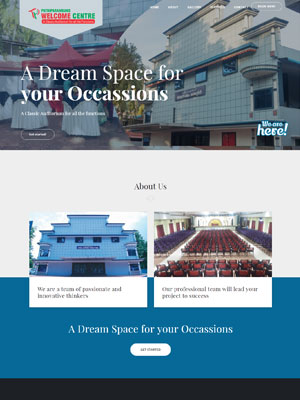 PUTHIYAKAVUNGAL
WELCOME CENTRE
HOME ABOUT GALLERY CONTACT BOOK NOW
A Dream Space for
your Occassions
A Classic Auditorium for all the functions
GET STARTED
We are
here!
About Us
We are a team of passionate and
innovative thinkers
Our professional team will lead your
project to success
A Dream Space for your Occassions
GET STARTED